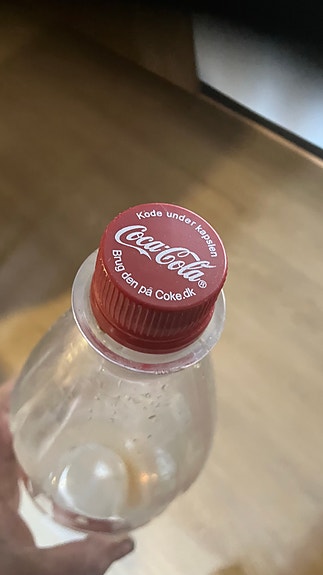 Kode under kapslen
Coca-Cola®
Brug den på Coke.dk